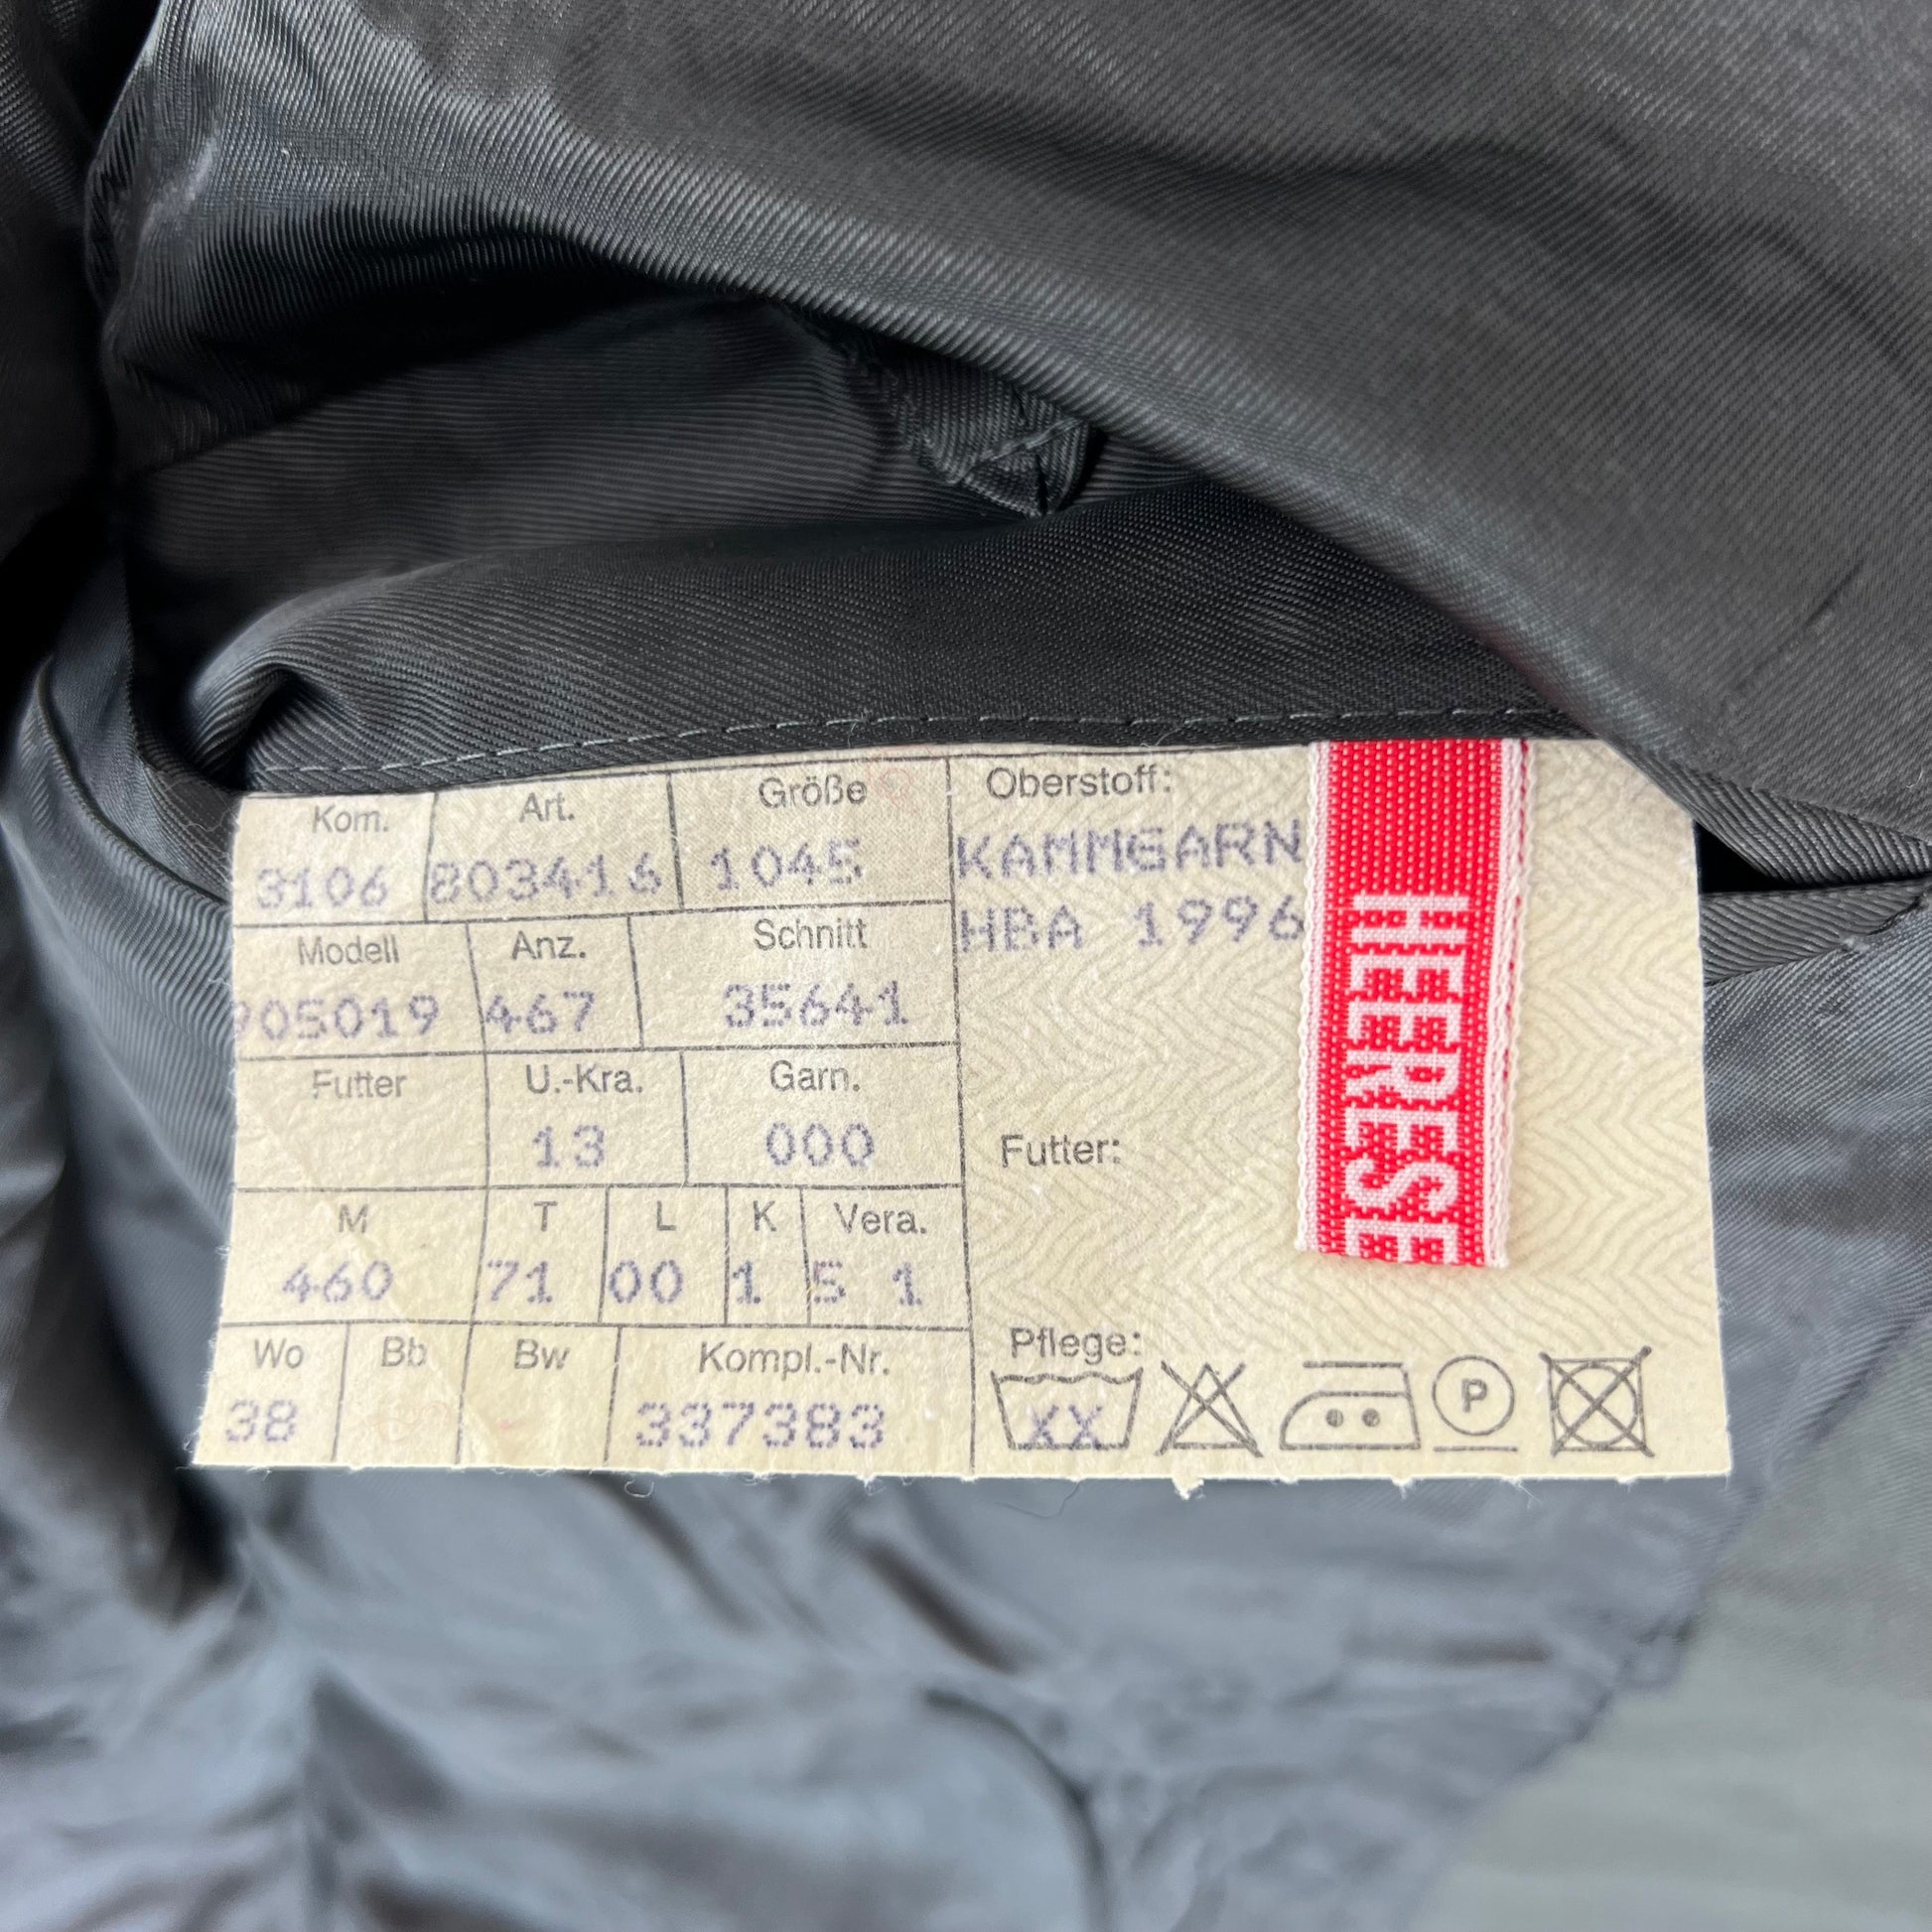 Kom. Art. Größe
3106 803416 1045
Modell Anz. Schnitt
905019 467 35641
Futter U.-Kra. Garn.
13 000
M T L K Vera.
460 71 00 1 5 1
Wo Bb Bw Kompl.-Nr.
38 337383
Oberstoff:
KAMMGARN
HBA 1996
Futter:
Pflege:
XX P
HEERESE